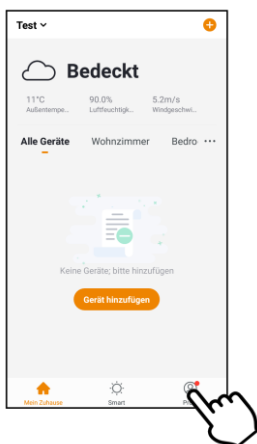 Test
Bedeckt
11°C 90.0% 5.2m/s
Außentempe... Luftfeuchtigk... Windgeschwi...
Alle Geräte Wohnzimmer Bedro ...
Keine Geräte; bitte hinzufügen
Gerät hinzufügen
Mein Zuhause Smart